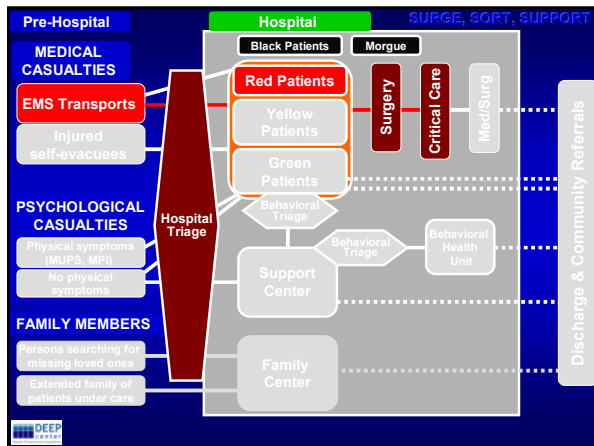 Pre-Hospital
Hospital
SURGE, SORT, SUPPORT
Black Patients
Morgue
MEDICAL
CASUALTIES
EMS Transports
Injured
self-evacuees
Red Patients
Yellow
Patients
Green
Patients
Surgery
Critical Care
Med/Surg
PSYCHOLOGICAL
CASUALTIES
Hospital
Triage
Behavioral
Triage
Physical symptoms
(MUPS, MPI)
No physical
symptoms
Support
Center
Behavioral
Triage
Behavioral
Health
Unit
FAMILY MEMBERS
Persons searching for
missing loved ones
Extended family of
patients under care
Family
Center
Discharge & Community Referrals
DEEP
center